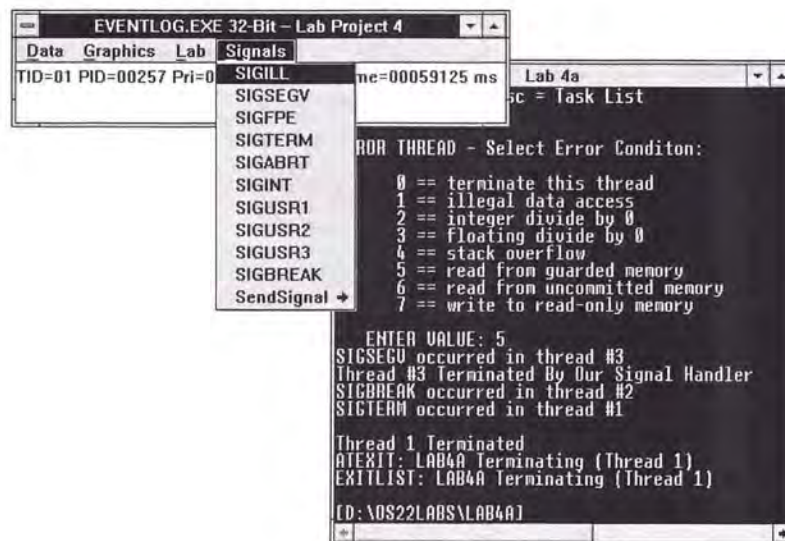 EVENTLOG.EXE 32-Bit – Lab Project 4
Data Graphics Lab Signals
TID=01 PID=00257 Pri=0
me=00059125 ms
SIGILL
SIGSEGV
SIGFPE
SIGTERM
SIGABRT
SIGINT
SIGUSR1
SIGUSR2
SIGUSR3
SIGBREAK
SendSignal
Lab 4a
sc = Task List
ROR THREAD - Select Error Conditon:
0 == terminate this thread
1 == illegal data access
2 == integer divide by 0
3 == floating divide by 0
4 == stack overflow
5 == read from guarded memory
6 == read from uncommitted memory
7 == write to read-only memory
ENTER VALUE: 5
SIGSEGV occurred in thread #3
Thread #3 Terminated By Our Signal Handler
SIGBREAK occurred in thread #2
SIGTERM occurred in thread #1
Thread 1 Terminated
ATEXIT: LAB4A Terminating (Thread 1)
EXITLIST: LAB4A Terminating (Thread 1)
[D:\OS22LABS\LAB4A]